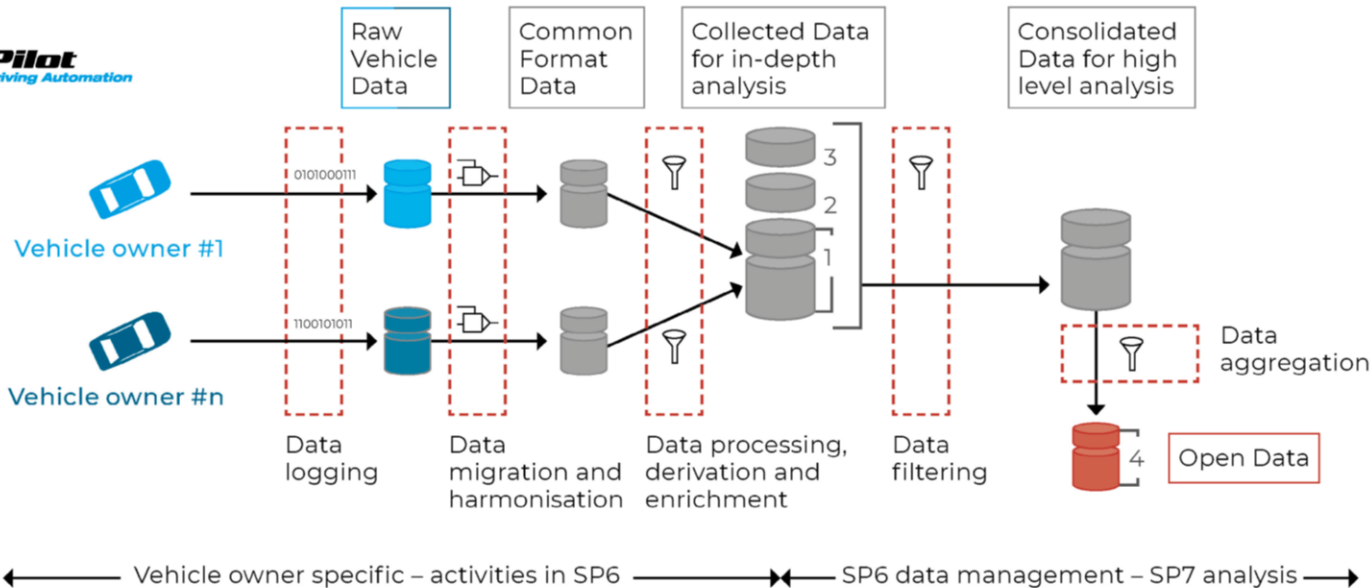 Pilot
iving Automation
Raw
Vehicle
Data
Common
Format
Data
Collected Data
for in-depth
analysis
Consolidated
Data for high
level analysis
0101000111
3
2
1
Vehicle owner #1
1100101011
Vehicle owner #n
Data
aggregation
Data
logging
Data
migration and
harmonisation
Data processing,
derivation and
enrichment
Data
filtering
4
Open Data
Vehicle owner specific – activities in SP6
SP6 data management – SP7 analysis